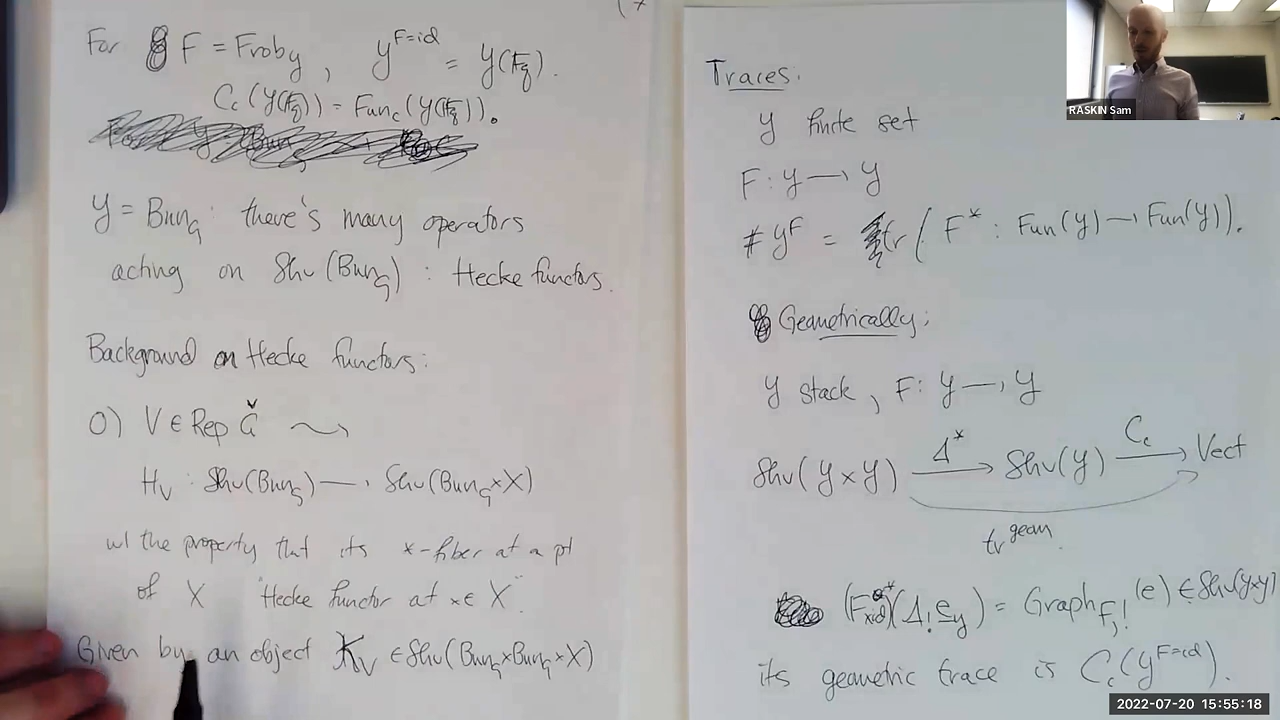 For F = Frob_y, Y^{F=id} = Y(F_q).
C_c(Y(F_q)) = Fun_c(Y(F_q)).
Y = Bun_G: there's many operators
acting on Shv(Bun_G): Hecke functors.
Background on Hecke functors:
0) V ∈ Rep Ǧ ⇝
H_V : Shv(Bun_G) → Shv(Bun_G × X)
w/ the property that its x-fiber at a pt
of X "Hecke functor at x ∈ X".
Given by an object K_V ∈ Shv(Bun_G × Bun_G × X)
Traces:
Y finite set
F: Y → Y
# Y^F = tr(F^* : Fun(Y) → Fun(Y)).
Geometrically:
Y stack, F: Y → Y
Shv(Y × Y) →^{Δ^*} Shv(Y) →^{C_c} Vect
tr^{geom}
(F × id)^*(Δ_! e_Y) = Graph_{F,!}(e) ∈ Shv(Y×Y)
its geometric trace is C_c(Y^{F=id}).
RASKIN Sam
2022-07-20 15:55:18